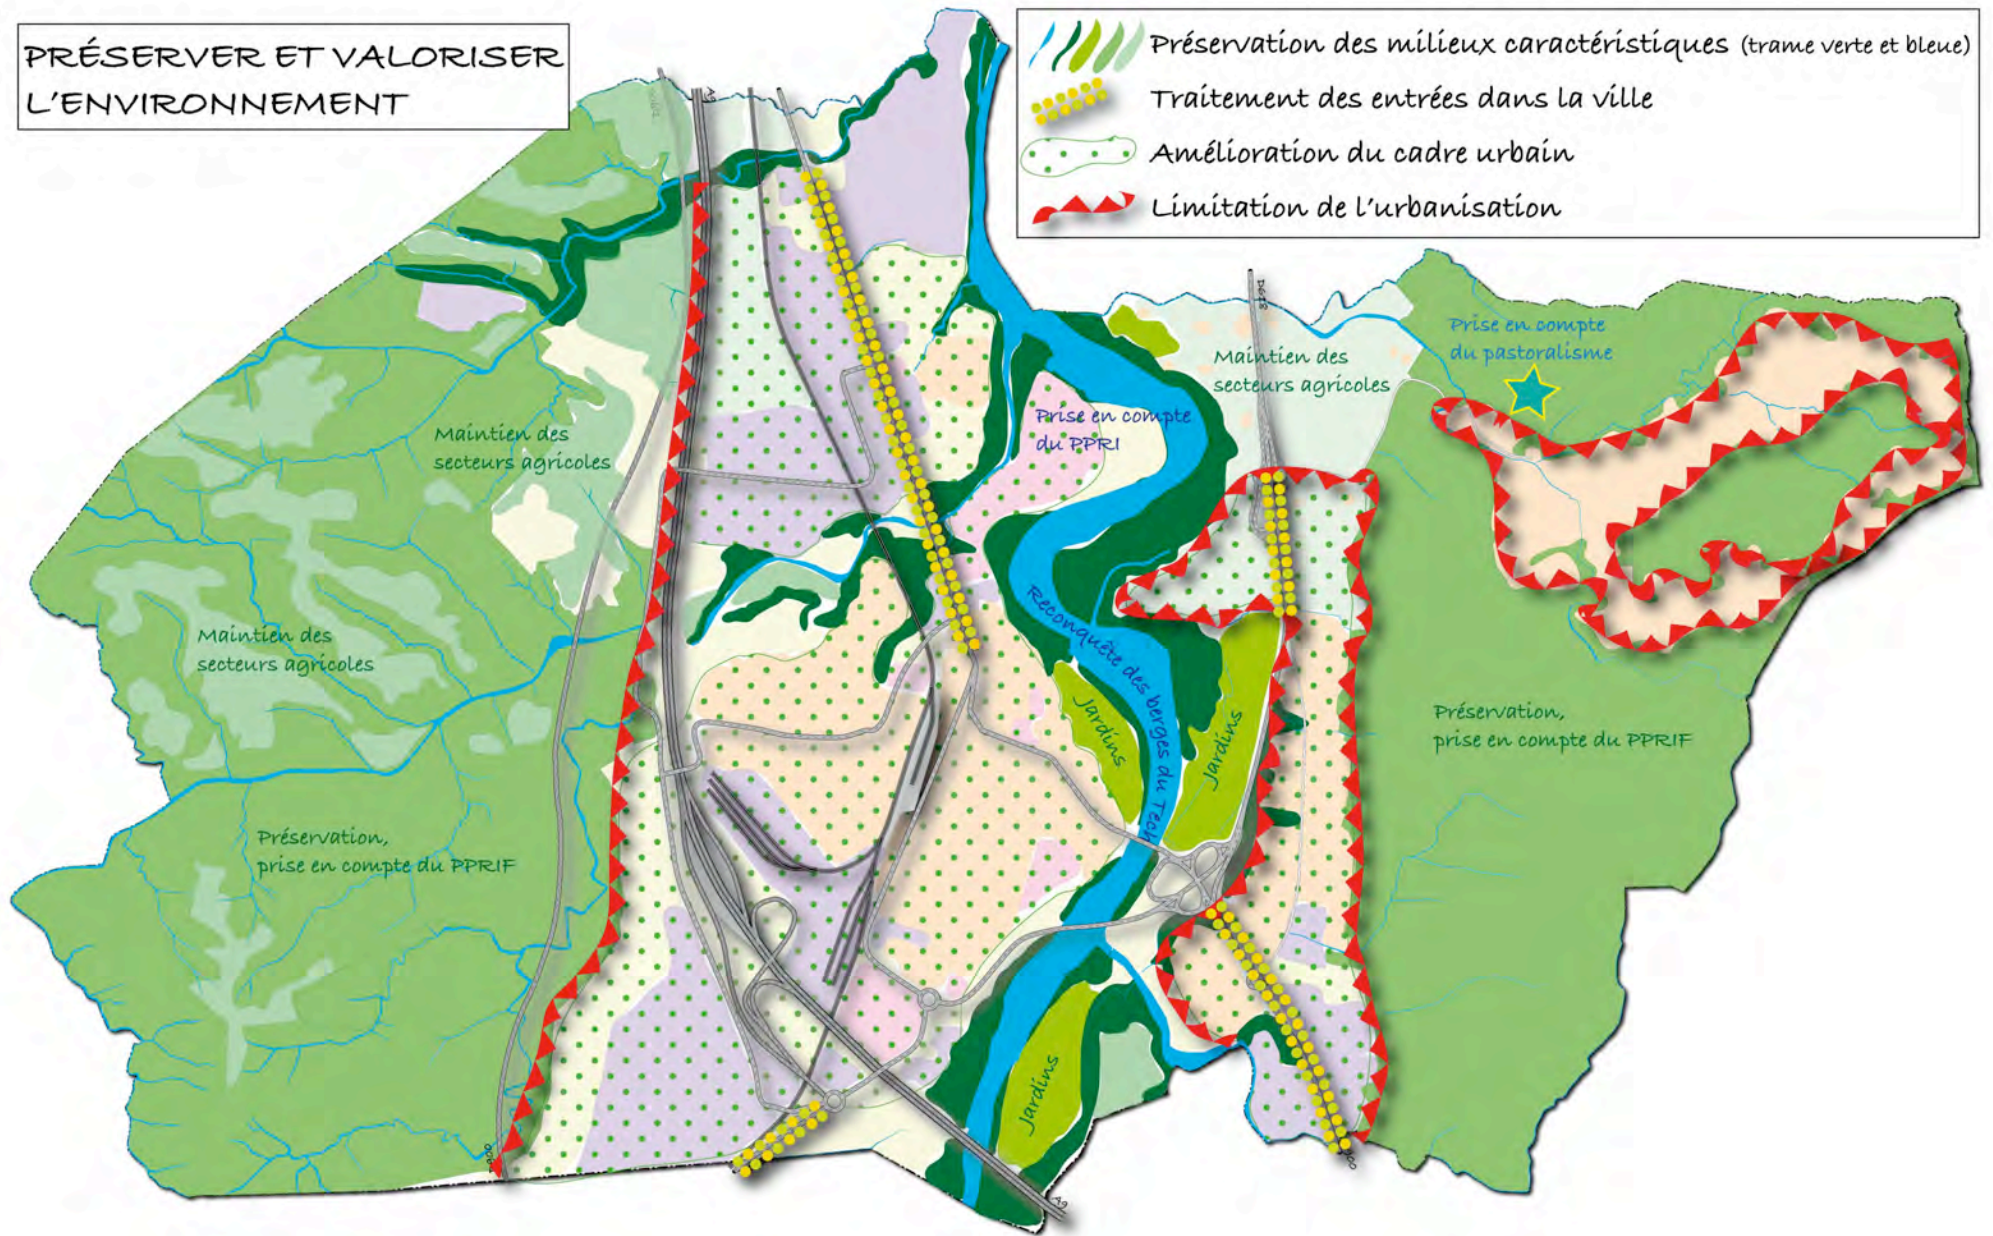 PRÉSERVER ET VALORISER
L'ENVIRONNEMENT
Préservation des milieux caractéristiques (trame verte et bleue)
Traitement des entrées dans la ville
Amélioration du cadre urbain
Limitation de l'urbanisation
A9
D618
Prise en compte
du pastoralisme
Maintien des
secteurs agricoles
Prise en compte
du PPRI
Maintien des
secteurs agricoles
Maintien des
secteurs agricoles
Reconquête des berges du Tech
Jardins
Jardins
Préservation,
prise en compte du PPRIF
Préservation,
prise en compte du PPRIF
Jardins
A9